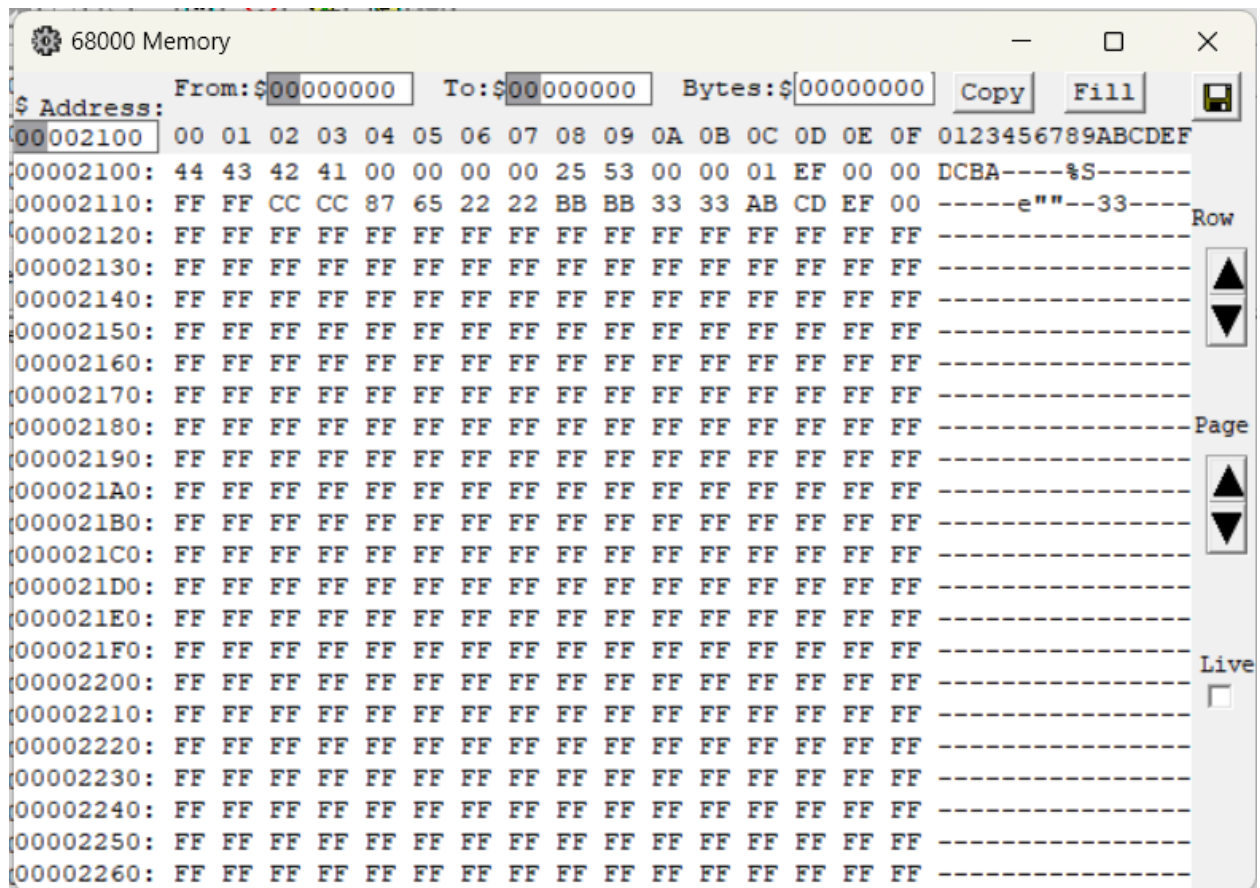 68000 Memory
From:$00000000 To:$00000000 Bytes:$00000000 Copy Fill
$ Address:
00002100 00 01 02 03 04 05 06 07 08 09 0A 0B 0C 0D 0E 0F 0123456789ABCDEF
00002100: 44 43 42 41 00 00 00 00 25 53 00 00 01 EF 00 00 DCBA----%S------
00002110: FF FF CC CC 87 65 22 22 BB BB 33 33 AB CD EF 00 -----e""--33----
Row
00002120: FF FF FF FF FF FF FF FF FF FF FF FF FF FF FF FF ----------------
00002130: FF FF FF FF FF FF FF FF FF FF FF FF FF FF FF FF ----------------
00002140: FF FF FF FF FF FF FF FF FF FF FF FF FF FF FF FF ----------------
00002150: FF FF FF FF FF FF FF FF FF FF FF FF FF FF FF FF ----------------
00002160: FF FF FF FF FF FF FF FF FF FF FF FF FF FF FF FF ----------------
00002170: FF FF FF FF FF FF FF FF FF FF FF FF FF FF FF FF ----------------
00002180: FF FF FF FF FF FF FF FF FF FF FF FF FF FF FF FF ---------------- Page
00002190: FF FF FF FF FF FF FF FF FF FF FF FF FF FF FF FF ----------------
000021A0: FF FF FF FF FF FF FF FF FF FF FF FF FF FF FF FF ----------------
000021B0: FF FF FF FF FF FF FF FF FF FF FF FF FF FF FF FF ----------------
000021C0: FF FF FF FF FF FF FF FF FF FF FF FF FF FF FF FF ----------------
000021D0: FF FF FF FF FF FF FF FF FF FF FF FF FF FF FF FF ----------------
000021E0: FF FF FF FF FF FF FF FF FF FF FF FF FF FF FF FF ----------------
000021F0: FF FF FF FF FF FF FF FF FF FF FF FF FF FF FF FF ----------------
Live
00002200: FF FF FF FF FF FF FF FF FF FF FF FF FF FF FF FF ----------------
00002210: FF FF FF FF FF FF FF FF FF FF FF FF FF FF FF FF ----------------
00002220: FF FF FF FF FF FF FF FF FF FF FF FF FF FF FF FF ----------------
00002230: FF FF FF FF FF FF FF FF FF FF FF FF FF FF FF FF ----------------
00002240: FF FF FF FF FF FF FF FF FF FF FF FF FF FF FF FF ----------------
00002250: FF FF FF FF FF FF FF FF FF FF FF FF FF FF FF FF ----------------
00002260: FF FF FF FF FF FF FF FF FF FF FF FF FF FF FF FF ----------------